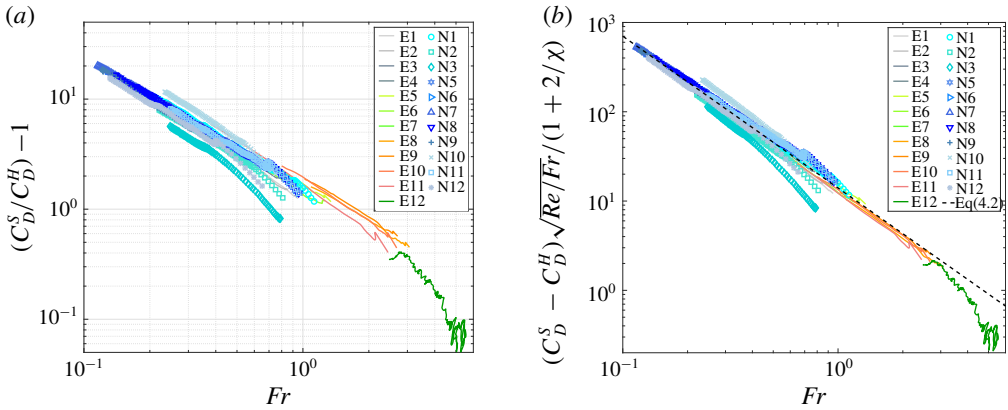 (a)
(C_D^S/C_D^H) −1
10^1
10^0
10^−1
10^−1
10^0
Fr
E1 N1
E2 N2
E3 N3
E4 N5
E5 N6
E6 N7
E7 N8
E8 N9
E9 N10
E10 N11
E11 N12
E12
(b)
(C_D^S − C_D^H)√Re/Fr/(1 + 2/χ)
10^3
10^2
10^1
10^0
10^−1
10^0
Fr
E1 N1
E2 N2
E3 N3
E4 N5
E5 N6
E6 N7
E7 N8
E8 N9
E9 N10
E10 N11
E11 N12
E12 Eq(4.2)